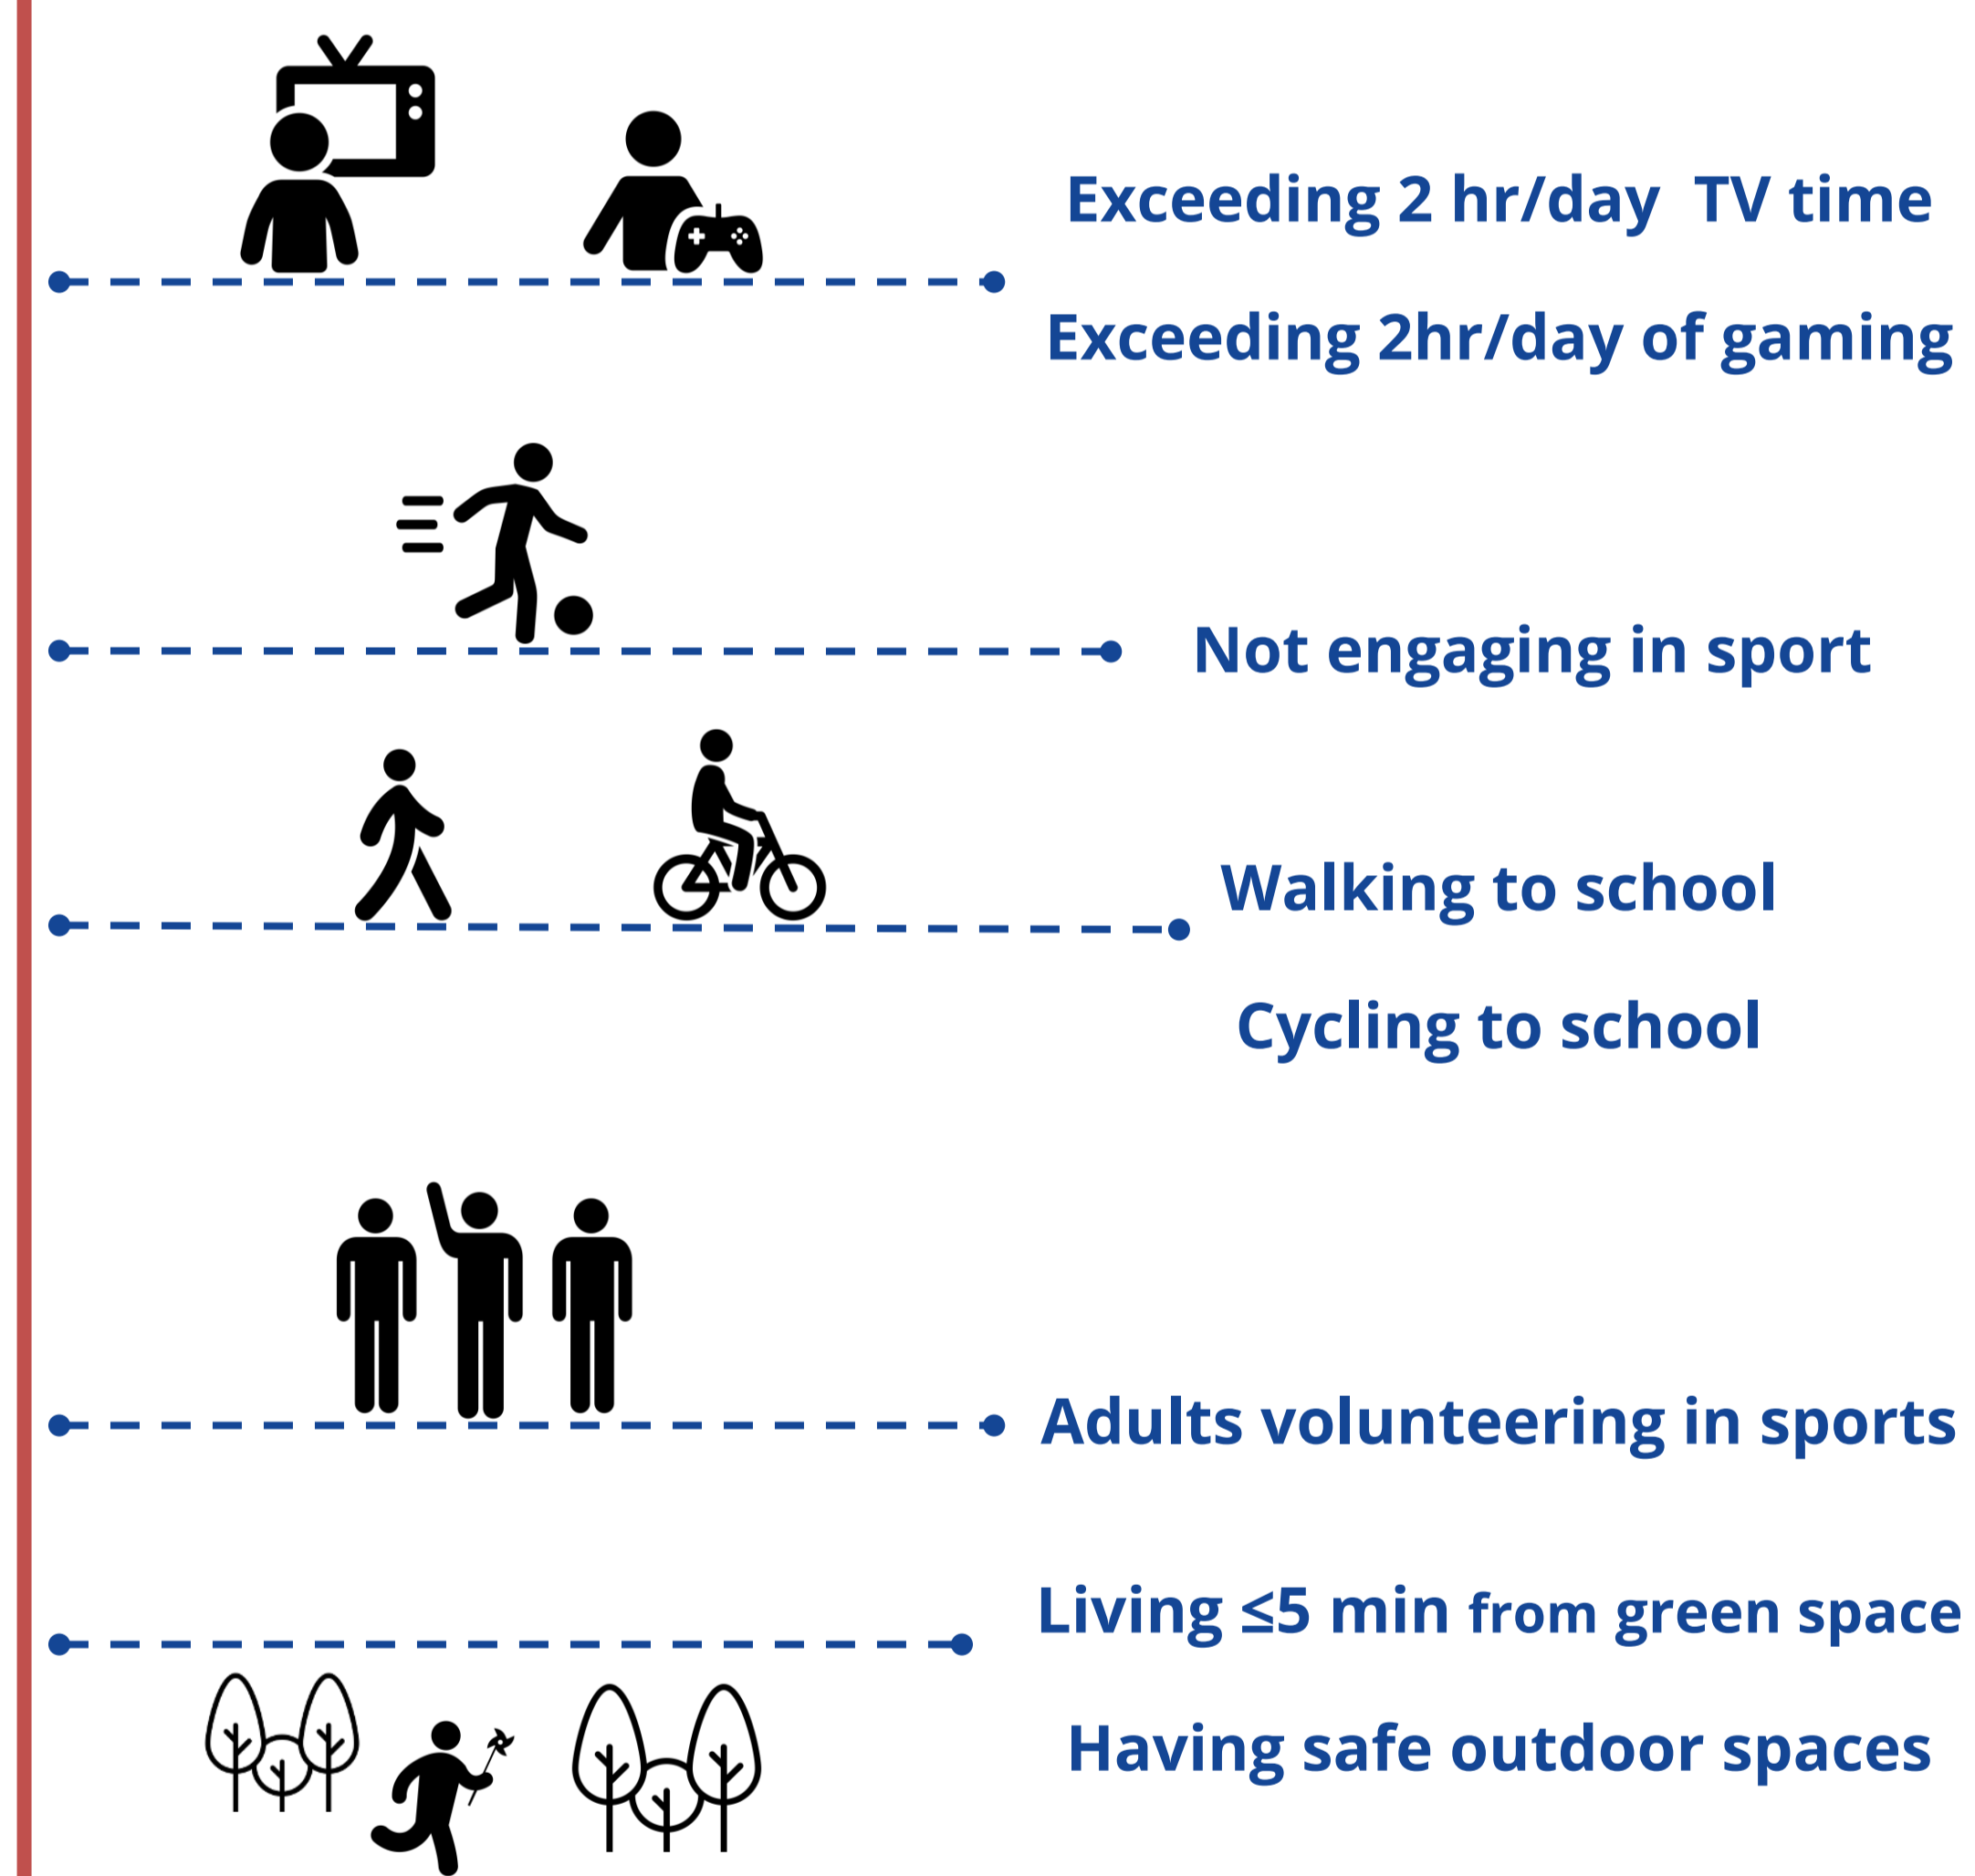 Exceeding 2 hr/day TV time
Exceeding 2hr/day of gaming
Not engaging in sport
Walking to school
Cycling to school
Adults volunteering in sports
Living ≤5 min from green space
Having safe outdoor spaces